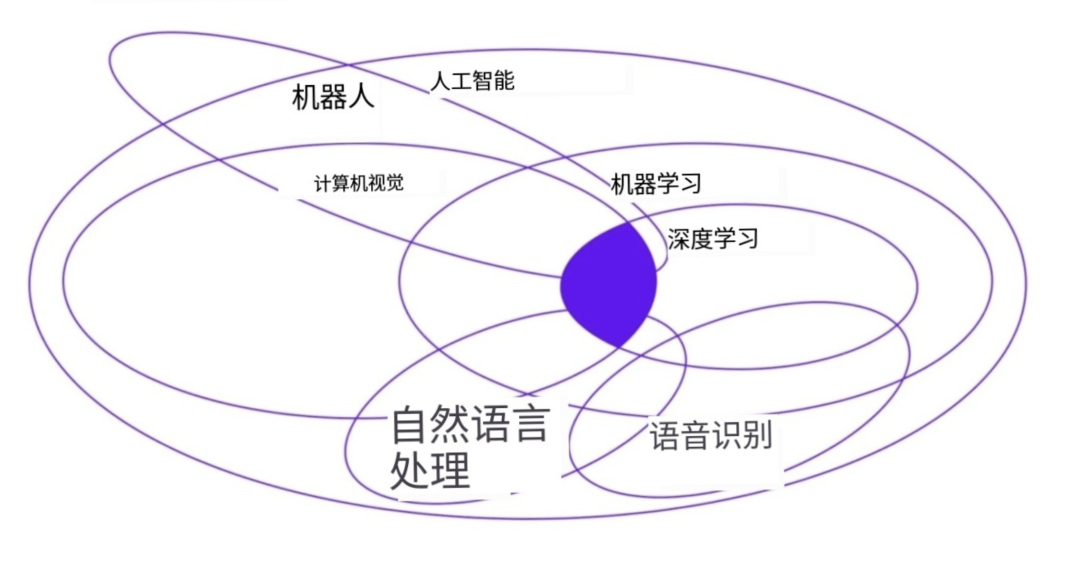 人工智能
机器人
计算机视觉
机器学习
深度学习
自然语言
处理
语音识别